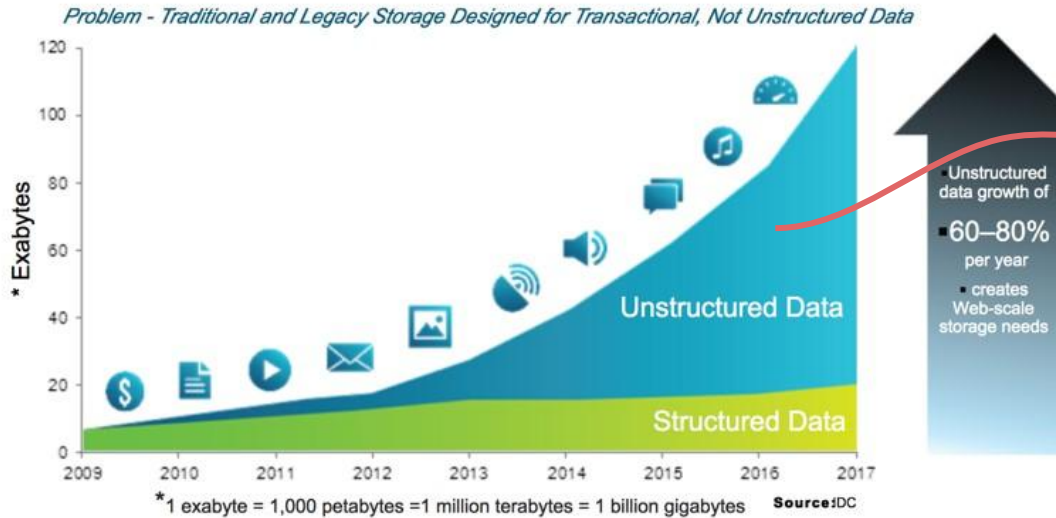 Problem - Traditional and Legacy Storage Designed for Transactional, Not Unstructured Data
120
100
80
60
40
20
0
* Exabytes
$
Unstructured Data
Structured Data
2009 2010 2011 2012 2013 2014 2015 2016 2017
*1 exabyte = 1,000 petabytes =1 million terabytes = 1 billion gigabytes
Source:IDC
▪Unstructured
data growth of
▪60–80%
per year
▪ creates
Web-scale
storage needs